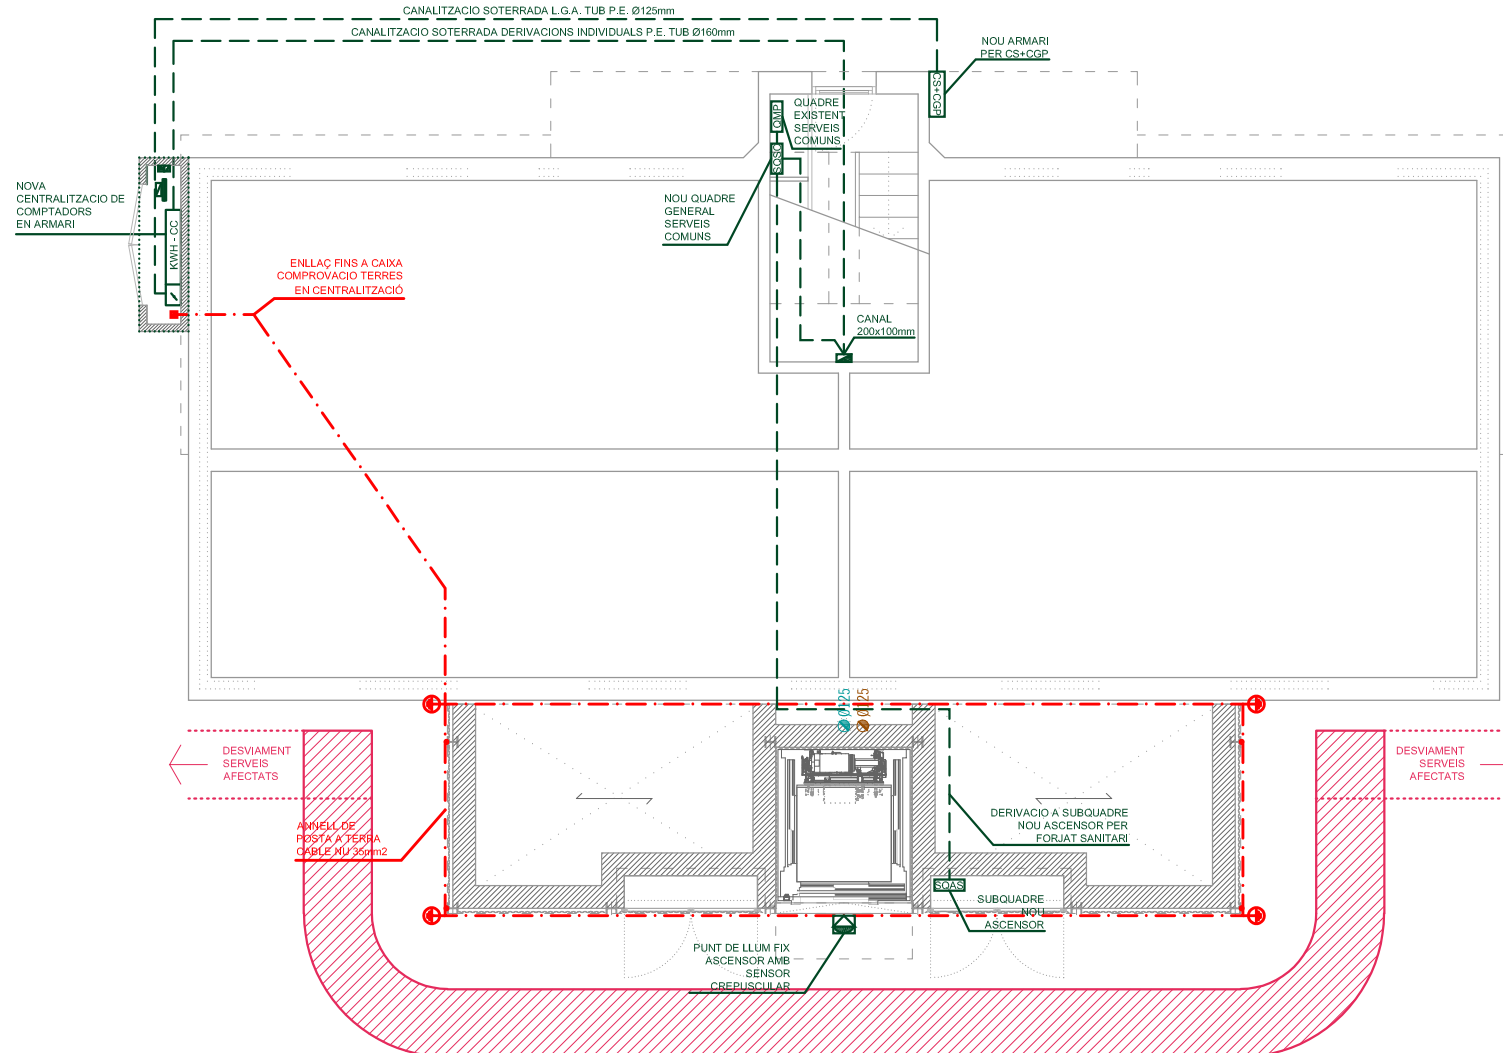 CANALITZACIO SOTERRADA L.G.A. TUB P.E. Ø125mm
CANALITZACIO SOTERRADA DERIVACIONS INDIVIDUALS P.E. TUB Ø160mm
NOU ARMARI
PER CS+CGP
CS+CGP
QMP
QUADRE
EXISTENT
SERVEIS
COMUNS
SQSC
NOVA
CENTRALITZACIO DE
COMPTADORS
EN ARMARI
KWH - CC
NOU QUADRE
GENERAL
SERVEIS
COMUNS
ENLLAÇ FINS A CAIXA
COMPROVACIO TERRES
EN CENTRALITZACIÓ
CANAL
200x100mm
Ø125
Ø125
DESVIAMENT
SERVEIS
AFECTATS
DESVIAMENT
SERVEIS
AFECTATS
ANNELL DE
POSTA A TERRA
CABLE NU 35mm2
DERIVACIO A SUBQUADRE
NOU ASCENSOR PER
FORJAT SANITARI
SQAS
SUBQUADRE
NOU
ASCENSOR
PUNT DE LLUM FIX
ASCENSOR AMB
SENSOR
CREPUSCULAR